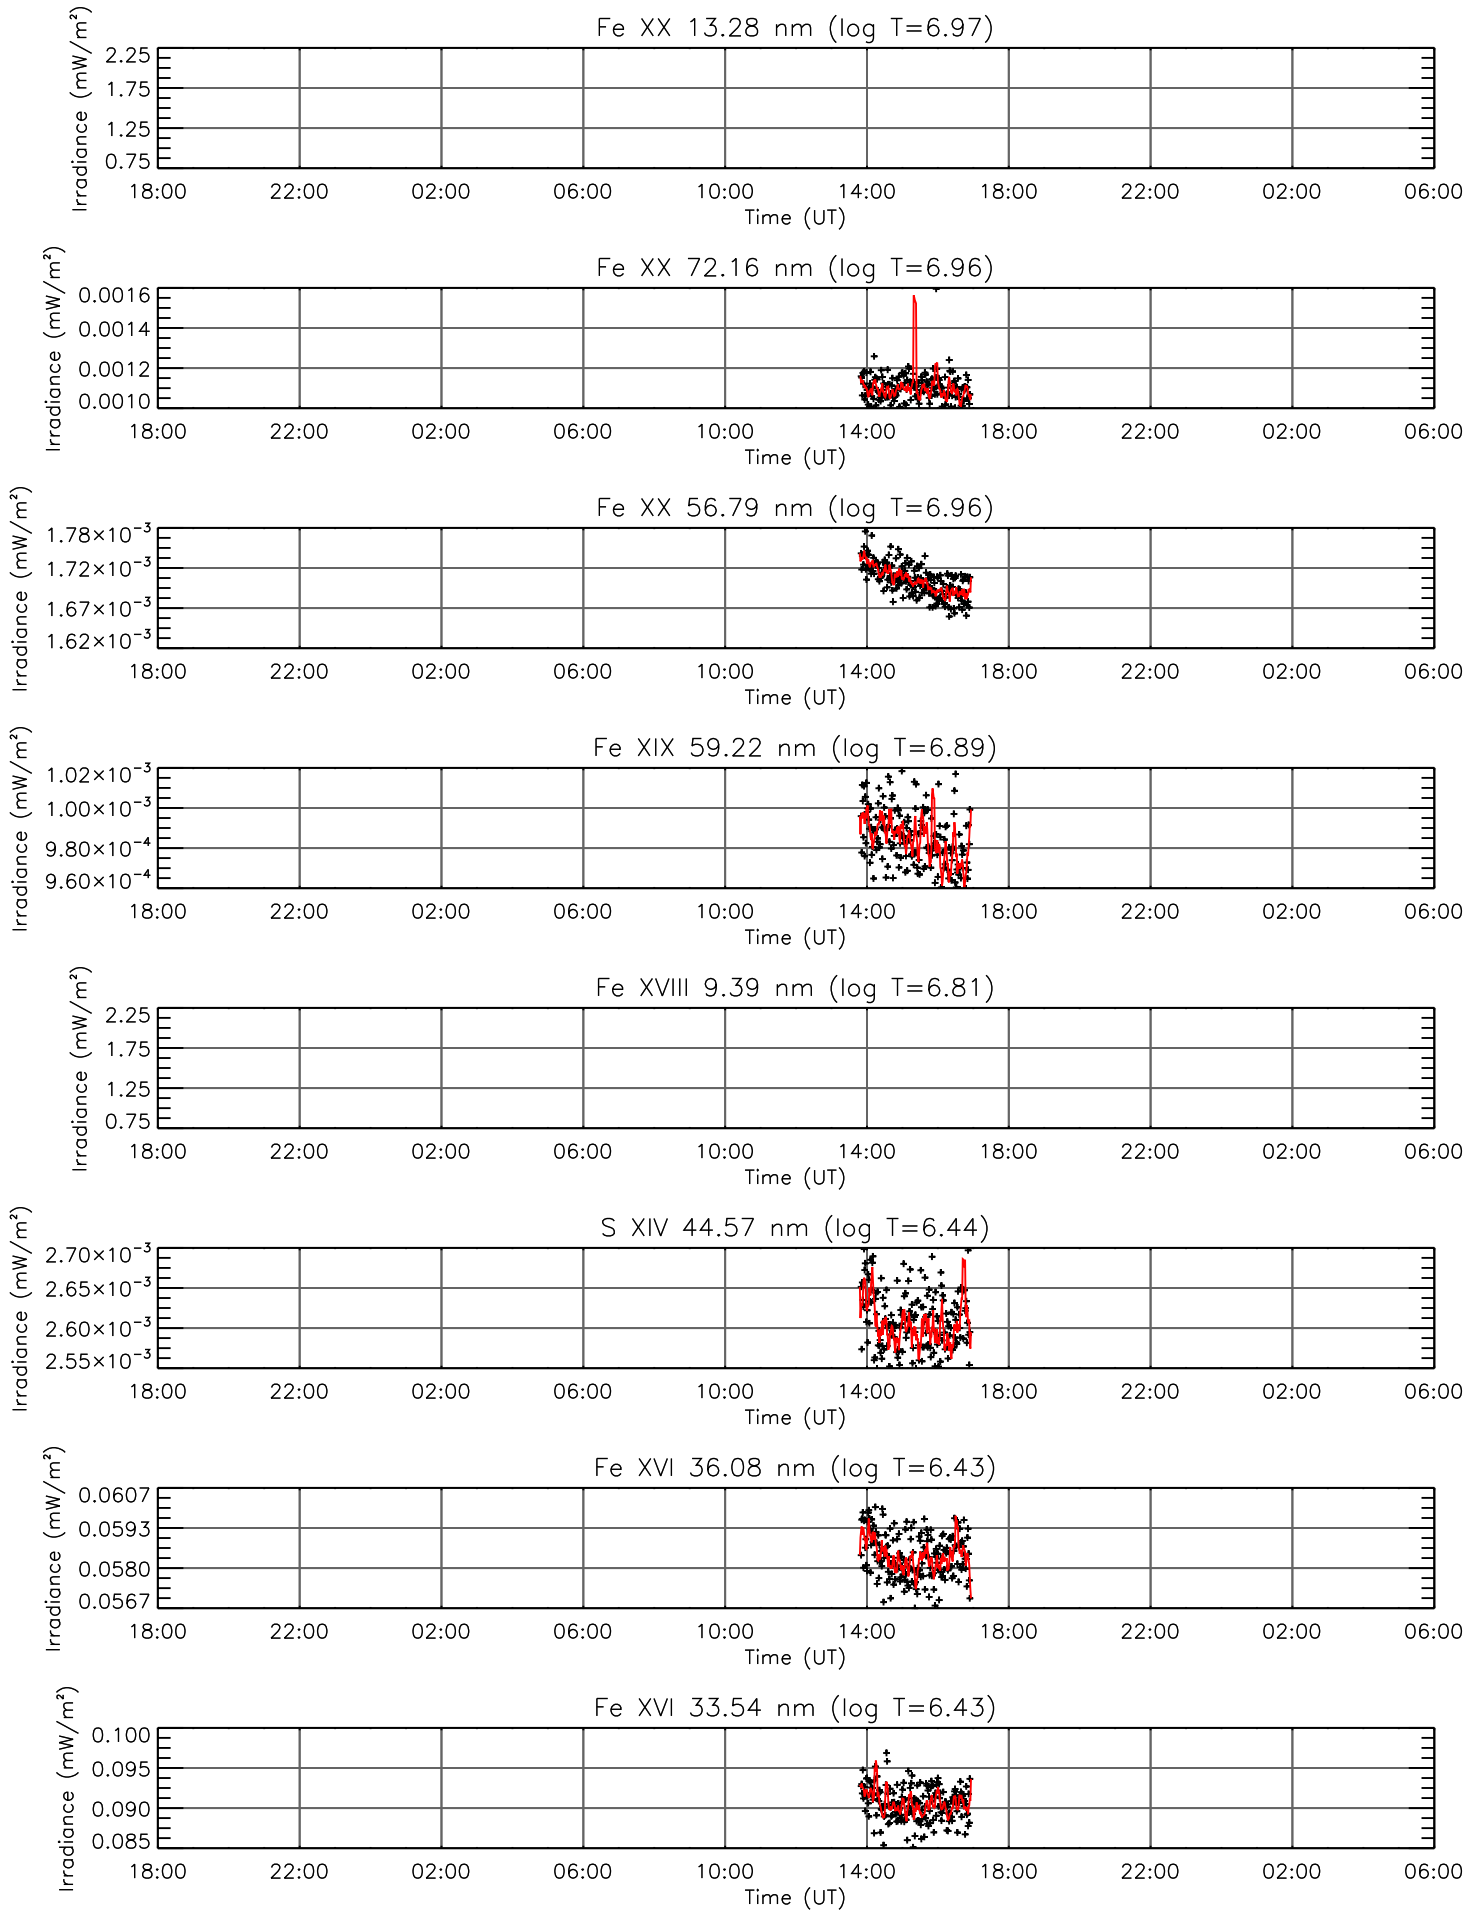 Fe XX 13.28 nm (log T=6.97)
Irradiance (mW/m²)
2.25
1.75
1.25
0.75
18:00 22:00 02:00 06:00 10:00 14:00 18:00 22:00 02:00 06:00
Time (UT)
Fe XX 72.16 nm (log T=6.96)
Irradiance (mW/m²)
0.0016
0.0014
0.0012
0.0010
18:00 22:00 02:00 06:00 10:00 14:00 18:00 22:00 02:00 06:00
Time (UT)
Fe XX 56.79 nm (log T=6.96)
Irradiance (mW/m²)
1.78×10⁻³
1.72×10⁻³
1.67×10⁻³
1.62×10⁻³
18:00 22:00 02:00 06:00 10:00 14:00 18:00 22:00 02:00 06:00
Time (UT)
Fe XIX 59.22 nm (log T=6.89)
Irradiance (mW/m²)
1.02×10⁻³
1.00×10⁻³
9.80×10⁻⁴
9.60×10⁻⁴
18:00 22:00 02:00 06:00 10:00 14:00 18:00 22:00 02:00 06:00
Time (UT)
Fe XVIII 9.39 nm (log T=6.81)
Irradiance (mW/m²)
2.25
1.75
1.25
0.75
18:00 22:00 02:00 06:00 10:00 14:00 18:00 22:00 02:00 06:00
Time (UT)
S XIV 44.57 nm (log T=6.44)
Irradiance (mW/m²)
2.70×10⁻³
2.65×10⁻³
2.60×10⁻³
2.55×10⁻³
18:00 22:00 02:00 06:00 10:00 14:00 18:00 22:00 02:00 06:00
Time (UT)
Fe XVI 36.08 nm (log T=6.43)
Irradiance (mW/m²)
0.0607
0.0593
0.0580
0.0567
18:00 22:00 02:00 06:00 10:00 14:00 18:00 22:00 02:00 06:00
Time (UT)
Fe XVI 33.54 nm (log T=6.43)
Irradiance (mW/m²)
0.100
0.095
0.090
0.085
18:00 22:00 02:00 06:00 10:00 14:00 18:00 22:00 02:00 06:00
Time (UT)